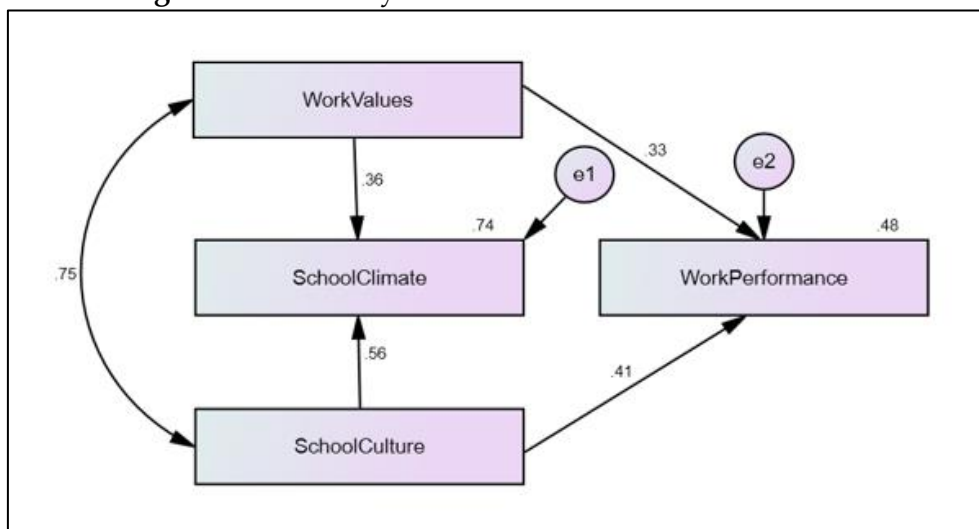 WorkValues
.33
e2
.36
e1
.74
.48
.75
SchoolClimate
WorkPerformance
.56
.41
SchoolCulture